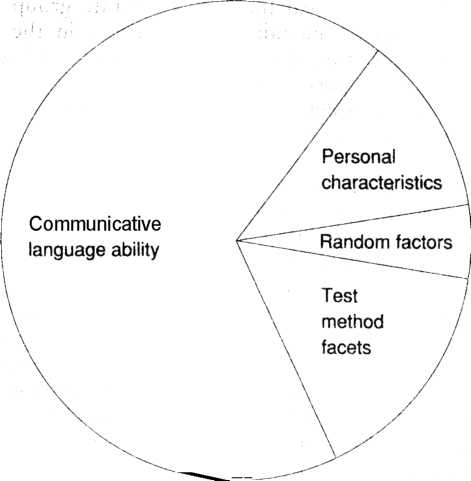 Personal
characteristics
Communicative
language ability
Random factors
Test
method
facets